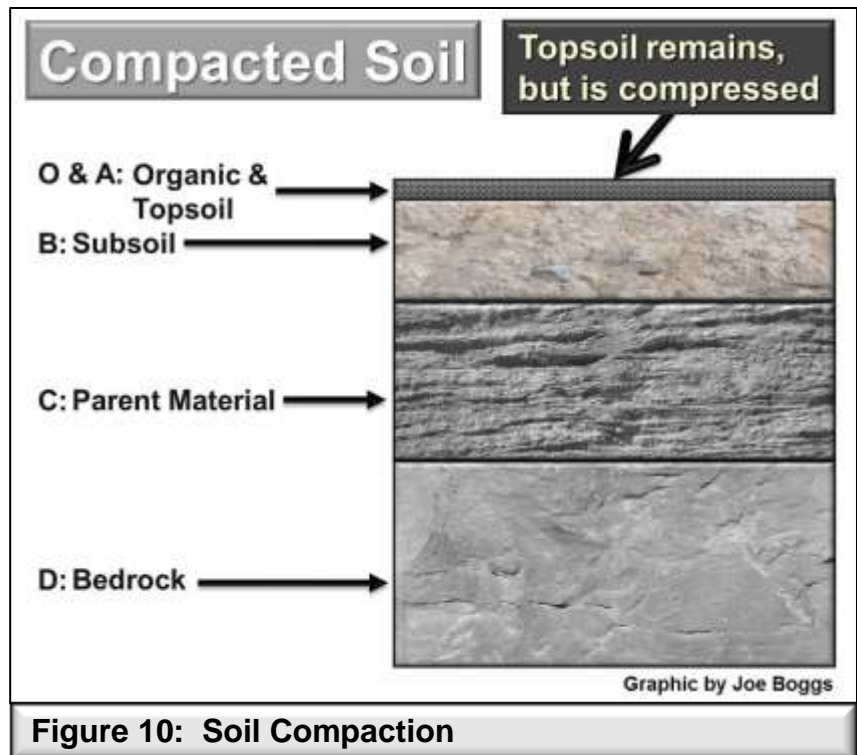 Compacted Soil
Topsoil remains,
but is compressed
O & A: Organic &
Topsoil
B: Subsoil
C: Parent Material
D: Bedrock
Graphic by Joe Boggs
Figure 10: Soil Compaction